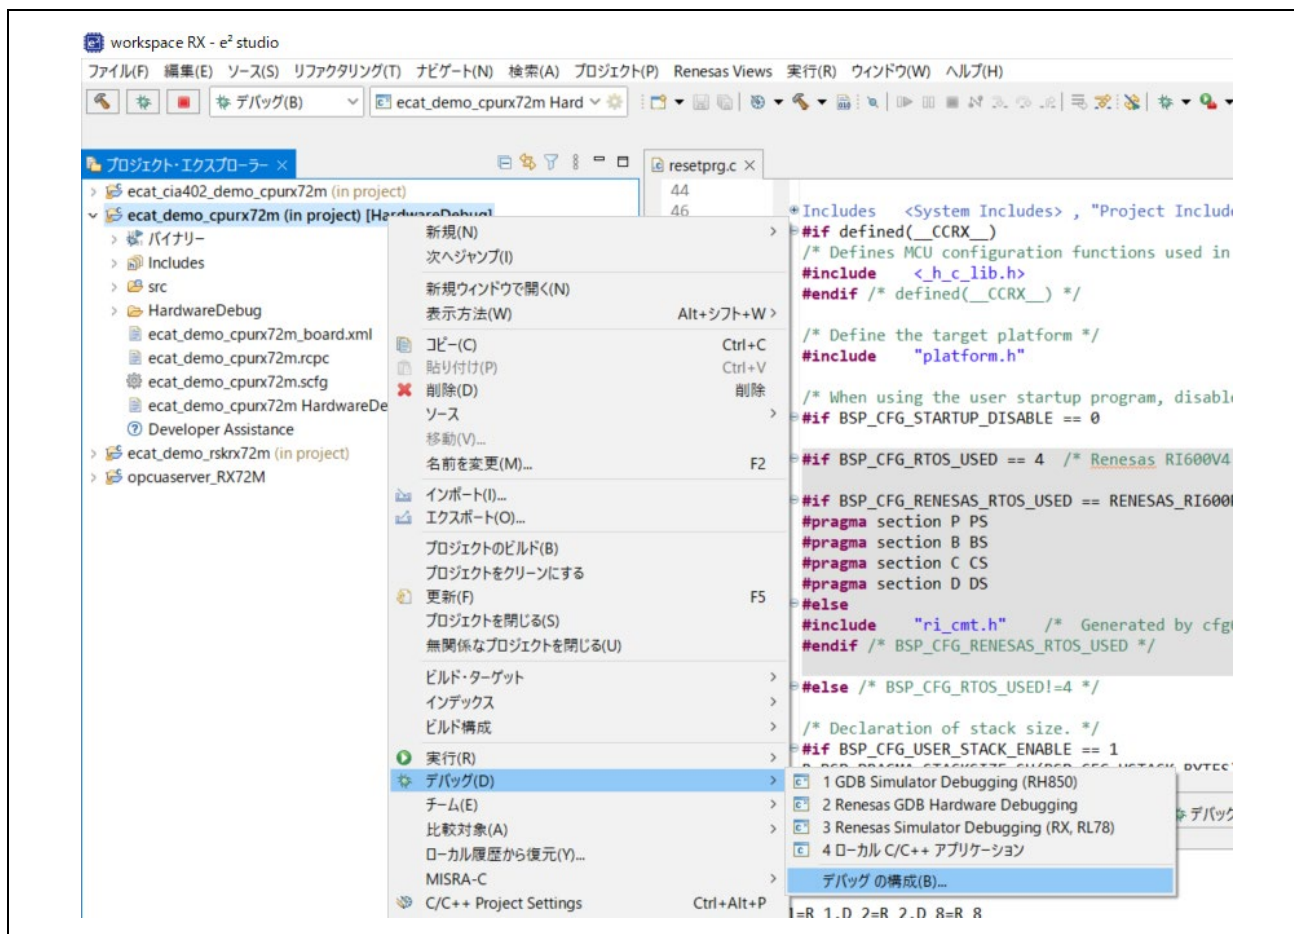 workspace RX - e² studio
ファイル(F) 編集(E) ソース(S) リファクタリング(T) ナビゲート(N) 検索(A) プロジェクト(P) Renesas Views 実行(R) ウィンドウ(W) ヘルプ(H)
デバッグ(B) ecat_demo_cpurx72m Hard
プロジェクト・エクスプローラー
ecat_cia402_demo_cpurx72m (in project)
ecat_demo_cpurx72m (in project) [HardwareDebug]
バイナリー
Includes
src
HardwareDebug
ecat_demo_cpurx72m_board.xml
ecat_demo_cpurx72m.rcpc
ecat_demo_cpurx72m.scfg
ecat_demo_cpurx72m HardwareDe
Developer Assistance
ecat_demo_rskrx72m (in project)
opcuaserver_RX72M
新規(N)
次へジャンプ(I)
新規ウィンドウで開く(N)
表示方法(W) Alt+シフト+W
コピー(C) Ctrl+C
貼り付け(P) Ctrl+V
削除(D) 削除
ソース
移動(V)...
名前を変更(M)... F2
インポート(I)...
エクスポート(O)...
プロジェクトのビルド(B)
プロジェクトをクリーンにする
更新(F) F5
プロジェクトを閉じる(S)
無関係なプロジェクトを閉じる(U)
ビルド・ターゲット
インデックス
ビルド構成
実行(R)
デバッグ(D)
チーム(E)
比較対象(A)
ローカル履歴から復元(Y)...
MISRA-C
C/C++ Project Settings Ctrl+Alt+P
1 GDB Simulator Debugging (RH850)
2 Renesas GDB Hardware Debugging
3 Renesas Simulator Debugging (RX, RL78)
4 ローカル C/C++ アプリケーション
デバッグ の構成(B)...
resetprg.c
44
46
Includes <System Includes> , "Project Include
#if defined(__CCRX__)
/* Defines MCU configuration functions used in
#include <_h_c_lib.h>
#endif /* defined(__CCRX__) */
/* Define the target platform */
#include "platform.h"
/* When using the user startup program, disabl
#if BSP_CFG_STARTUP_DISABLE == 0
#if BSP_CFG_RTOS_USED == 4 /* Renesas RI600V4
#if BSP_CFG_RENESAS_RTOS_USED == RENESAS_RI600
#pragma section P PS
#pragma section B BS
#pragma section C CS
#pragma section D DS
#else
#include "ri_cmt.h" /* Generated by cfg
#endif /* BSP_CFG_RENESAS_RTOS_USED */
#else /* BSP_CFG_RTOS_USED!=4 */
/* Declaration of stack size. */
#if BSP_CFG_USER_STACK_ENABLE == 1
デバッグ
1=R_1,D_2=R_2,D_8=R_8